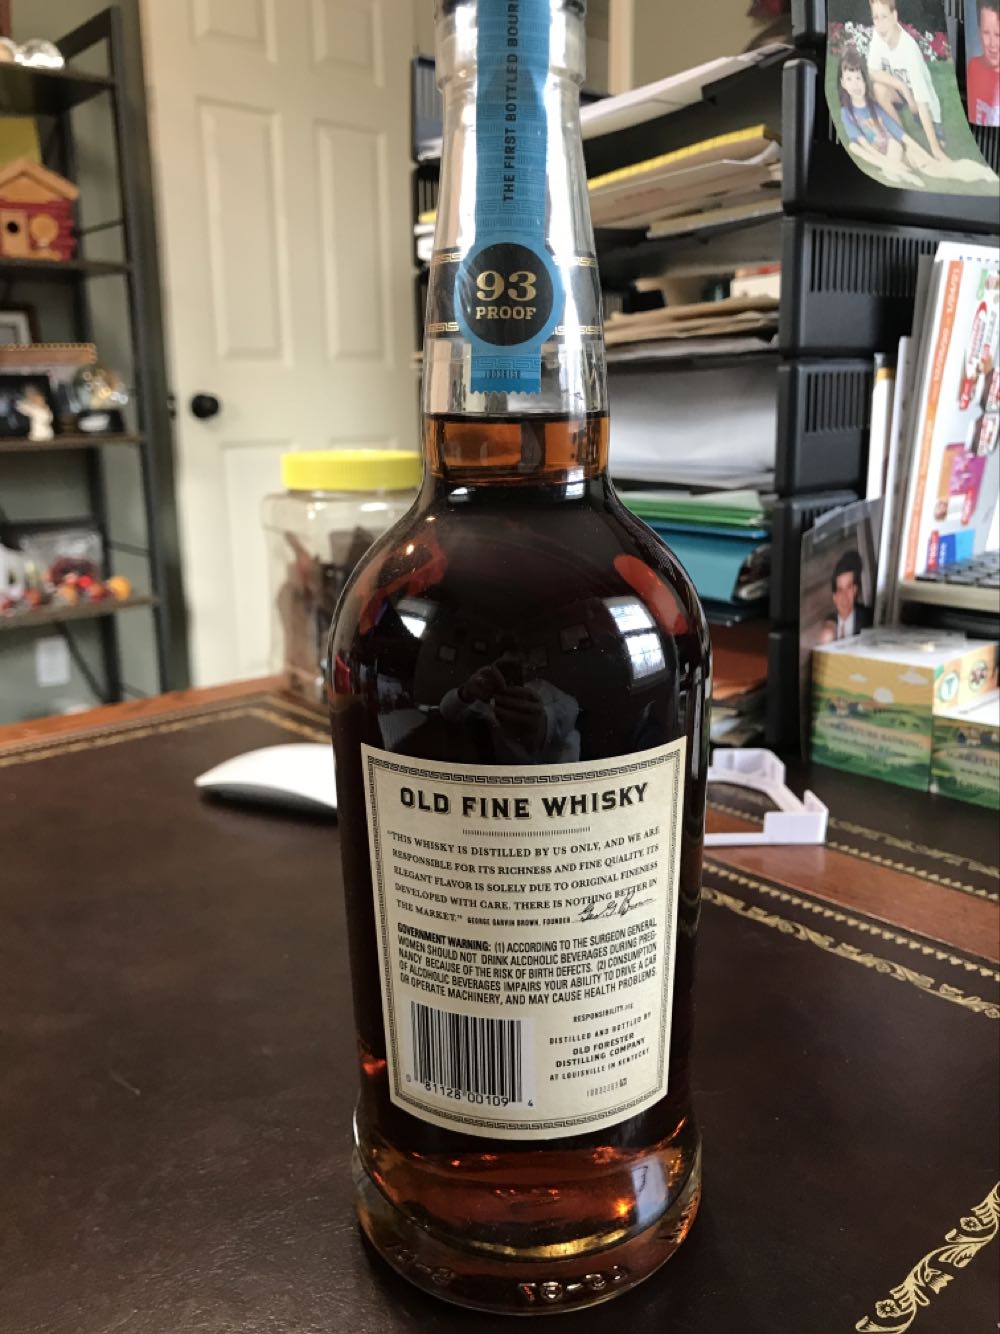 THE FIRST BOTTLED BOUR
93
PROOF
OLD FINE WHISKY
"THIS WHISKY IS DISTILLED BY US ONLY, AND WE ARE
RESPONSIBLE FOR ITS RICHNESS AND FINE QUALITY. ITS
ELEGANT FLAVOR IS SOLELY DUE TO ORIGINAL FINENESS
DEVELOPED WITH CARE. THERE IS NOTHING BETTER IN
THE MARKET." GEORGE GARVIN BROWN, FOUNDER Geo. G. Brown
GOVERNMENT WARNING: (1) ACCORDING TO THE SURGEON GENERAL,
WOMEN SHOULD NOT DRINK ALCOHOLIC BEVERAGES DURING PREG-
NANCY BECAUSE OF THE RISK OF BIRTH DEFECTS. (2) CONSUMPTION
OF ALCOHOLIC BEVERAGES IMPAIRS YOUR ABILITY TO DRIVE A CAR
OR OPERATE MACHINERY, AND MAY CAUSE HEALTH PROBLEMS.
RESPONSIBILITY.org
DISTILLED AND BOTTLED BY
OLD FORESTER
DISTILLING COMPANY
AT LOUISVILLE IN KENTUCKY
0 81128 00109 4